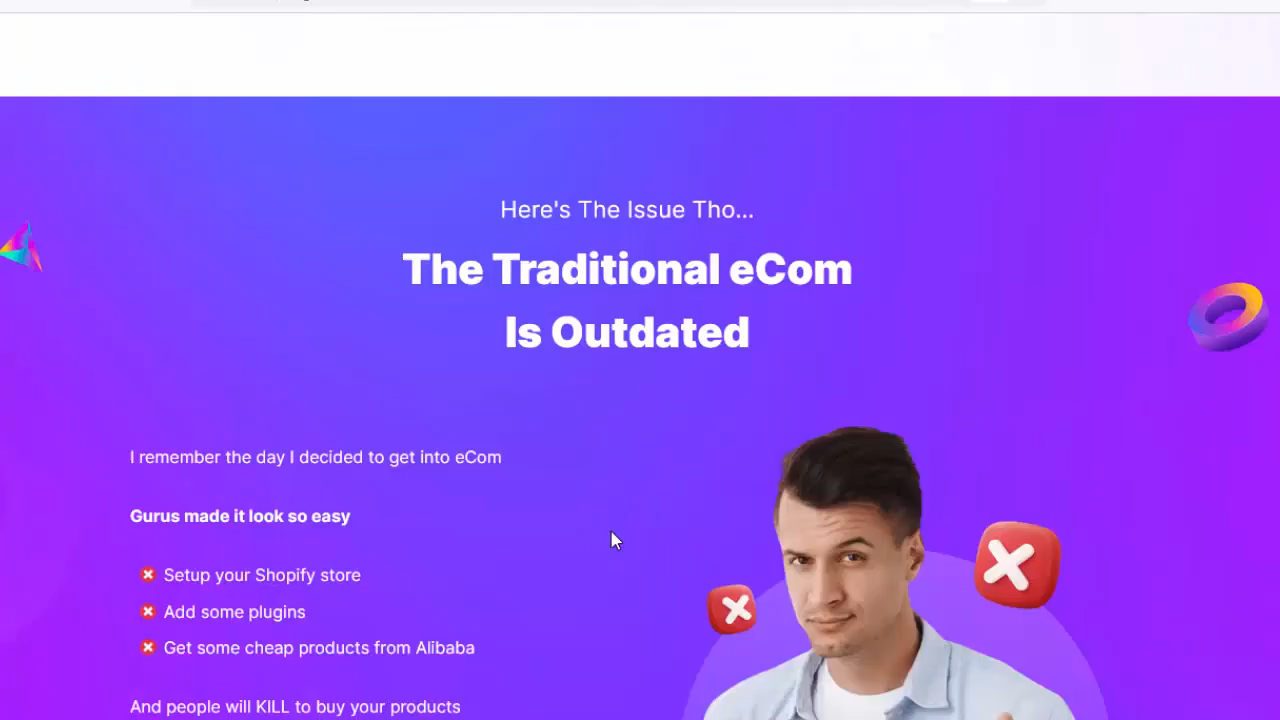 Here's The Issue Tho...
The Traditional eCom
Is Outdated
I remember the day I decided to get into eCom
Gurus made it look so easy
Setup your Shopify store
Add some plugins
Get some cheap products from Alibaba
And people will KILL to buy your products